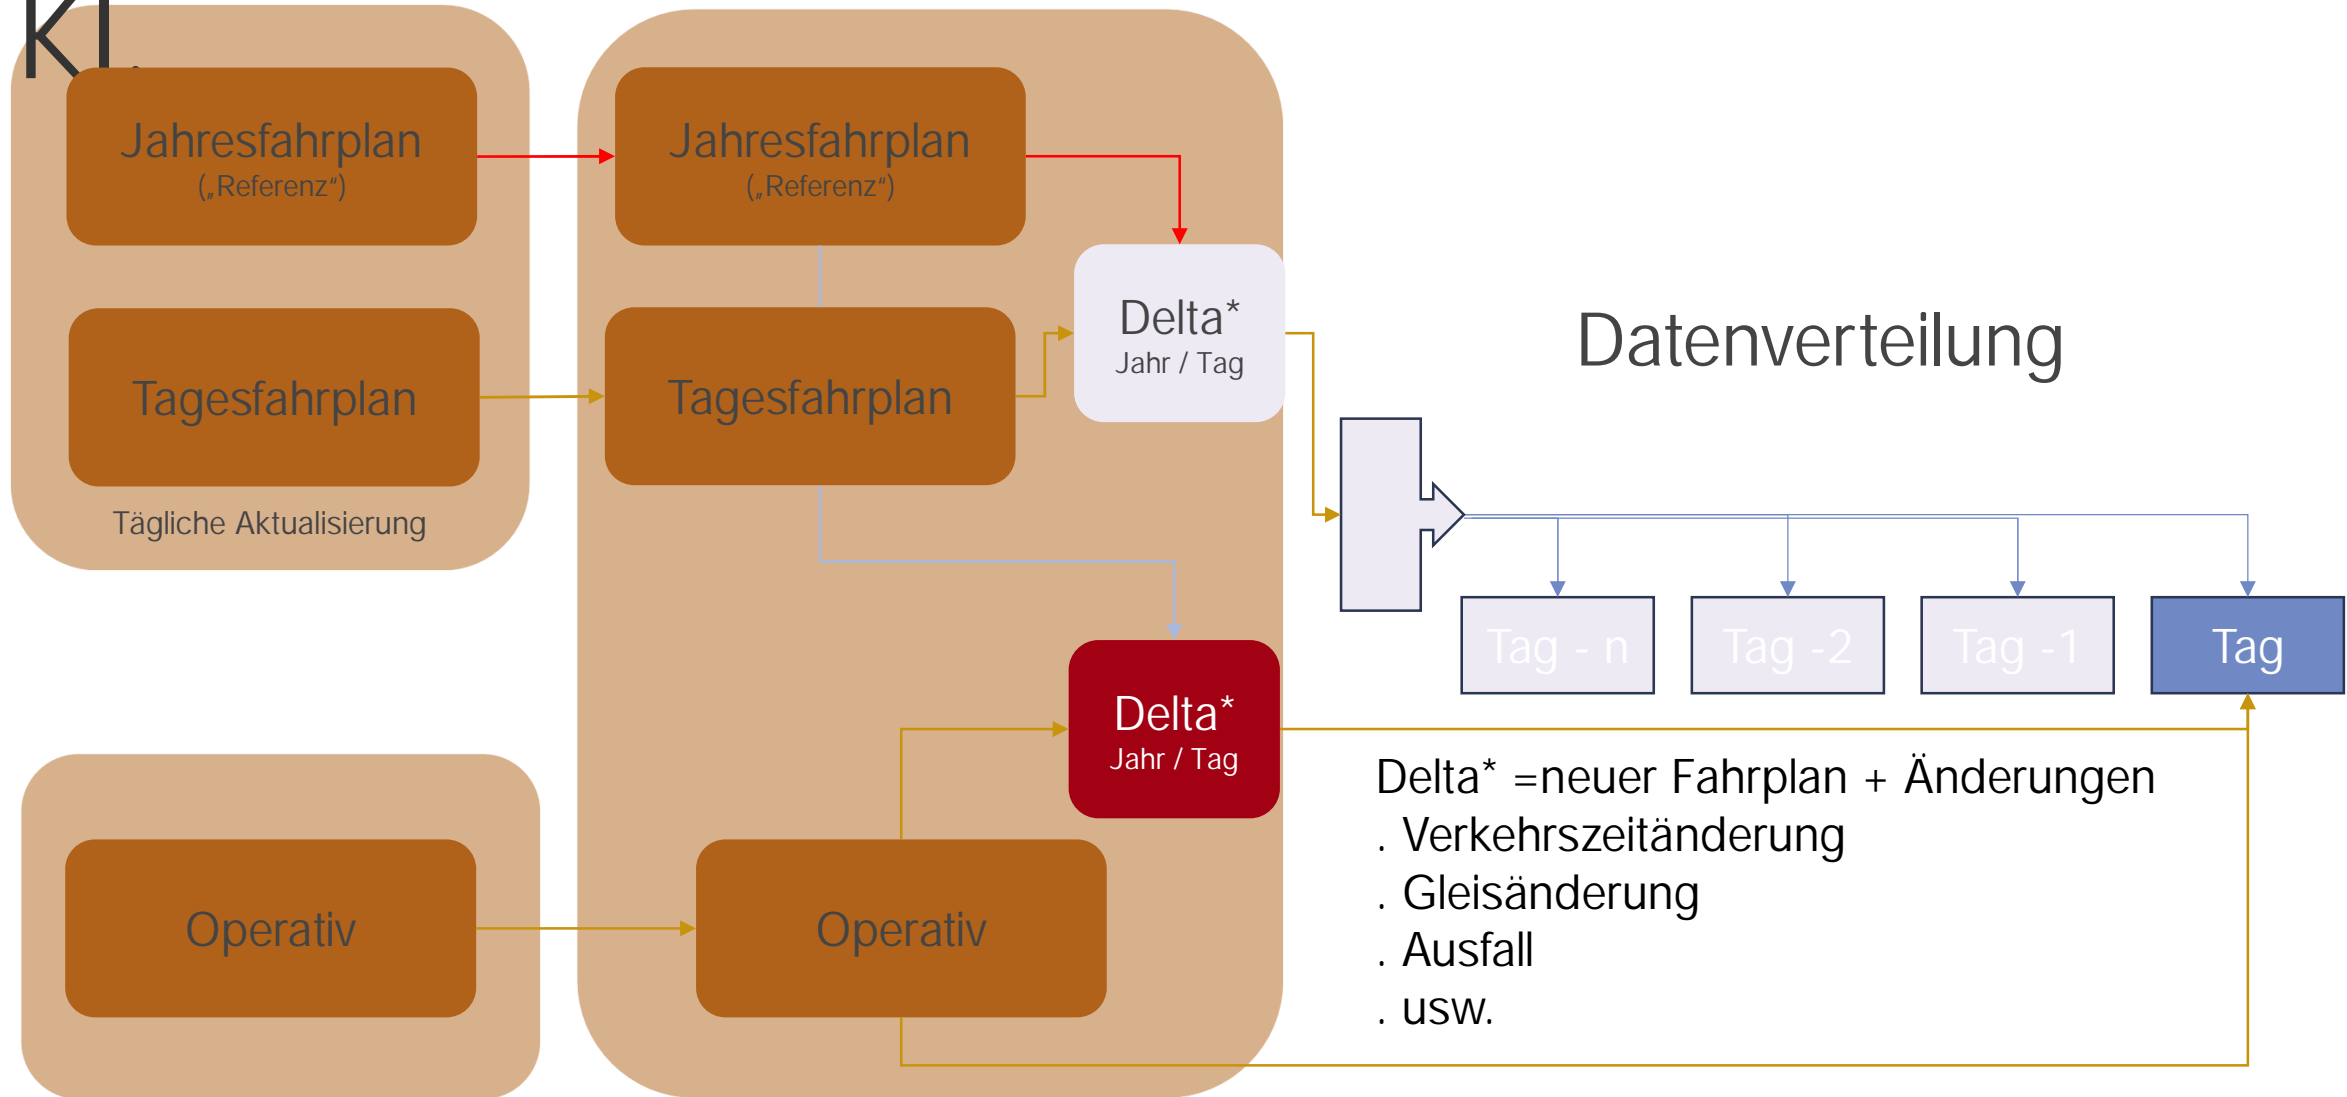 KI.
Jahresfahrplan
(„Referenz“)
Tagesfahrplan
Tägliche Aktualisierung
Operativ
Jahresfahrplan
(„Referenz“)
Tagesfahrplan
Operativ
Delta*
Jahr / Tag
Delta*
Jahr / Tag
Datenverteilung
Tag - n
Tag -2
Tag -1
Tag
Delta* =neuer Fahrplan + Änderungen
. Verkehrszeitänderung
. Gleisänderung
. Ausfall
. usw.